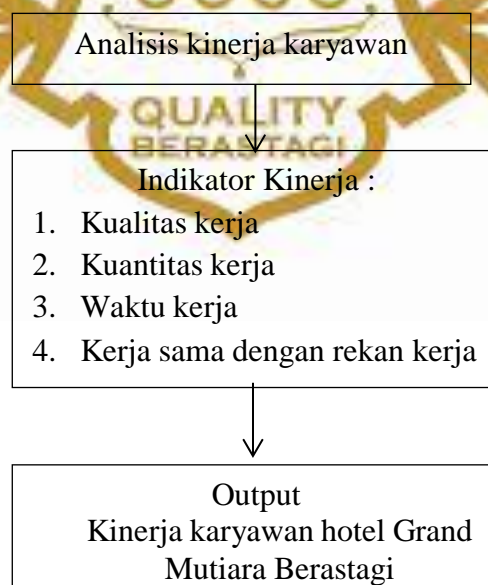 Analisis kinerja karyawan
QUALITY
BERASTAGI
Indikator Kinerja :
1. Kualitas kerja
2. Kuantitas kerja
3. Waktu kerja
4. Kerja sama dengan rekan kerja
Output
Kinerja karyawan hotel Grand
Mutiara Berastagi